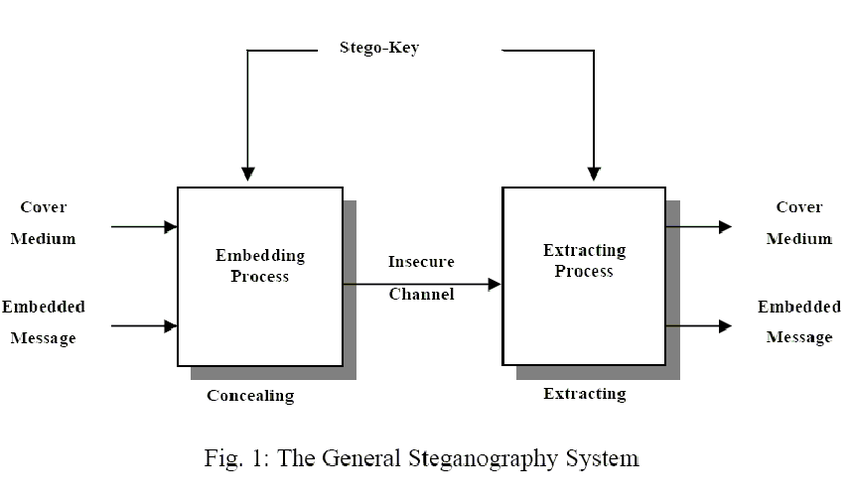 Stego-Key
Cover
Medium
Embedded
Message
Embedding
Process
Concealing
Insecure
Channel
Extracting
Process
Extracting
Cover
Medium
Embedded
Message
Fig. 1: The General Steganography System